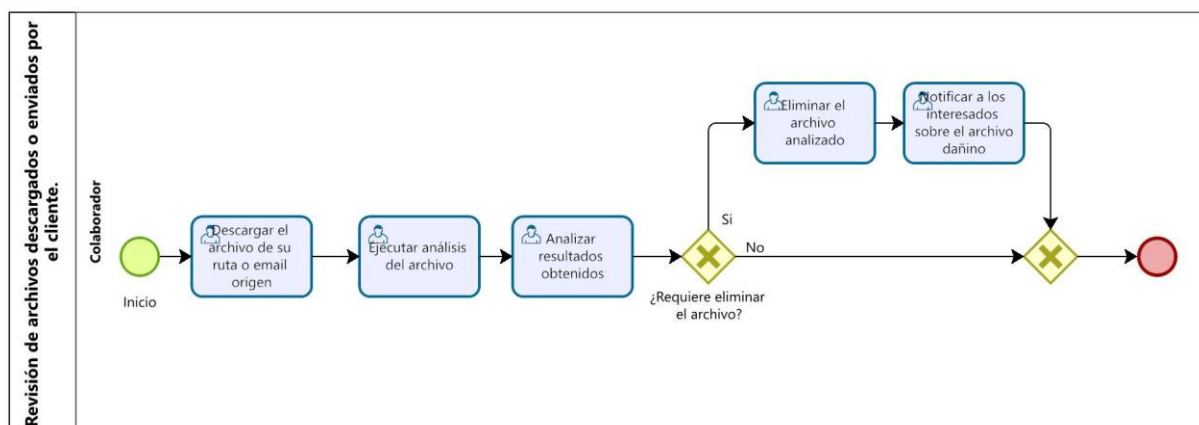 Revisión de archivos descargados o enviados por
el cliente.
Colaborador
Inicio
Descargar el
archivo de su
ruta o email
origen
Ejecutar análisis
del archivo
Analizar
resultados
obtenidos
¿Requiere eliminar
el archivo?
Si
No
Eliminar el
archivo
analizado
Notificar a los
interesados
sobre el archivo
dañino